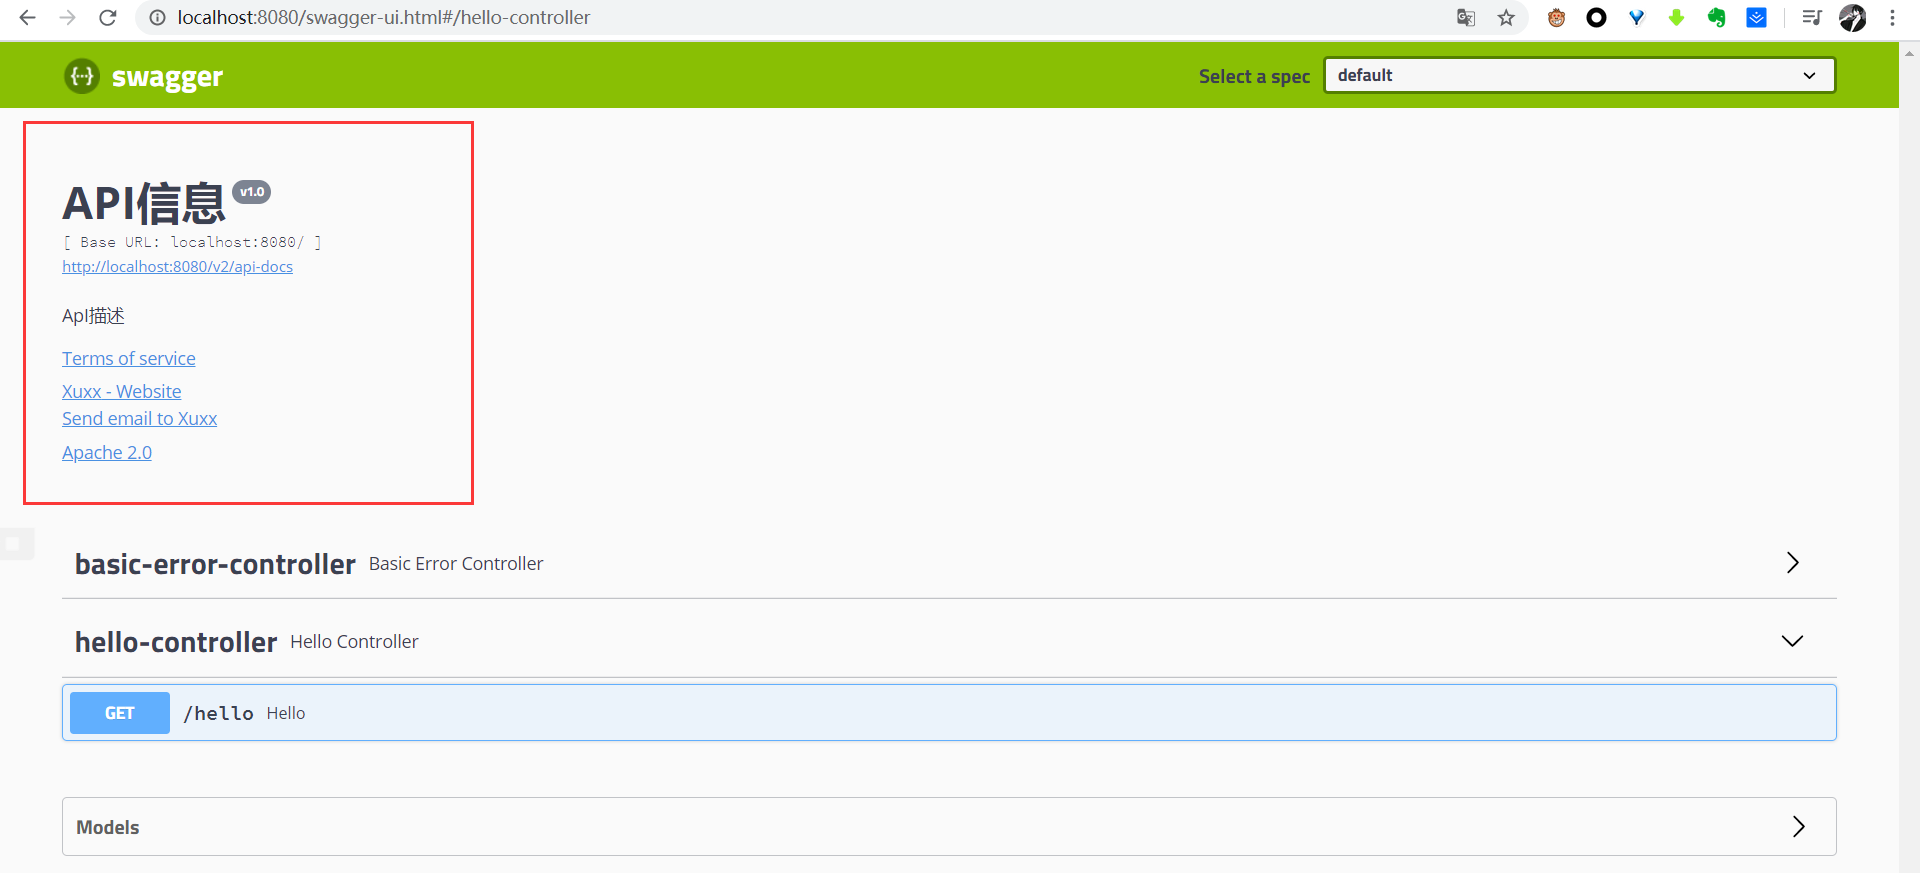 localhost:8080/swagger-ui.html#/hello-controller
swagger
Select a spec
default
API信息 v1.0
[ Base URL: localhost:8080/ ]
http://localhost:8080/v2/api-docs
ApI描述
Terms of service
Xuxx - Website
Send email to Xuxx
Apache 2.0
basic-error-controller Basic Error Controller
hello-controller Hello Controller
GET /hello Hello
Models